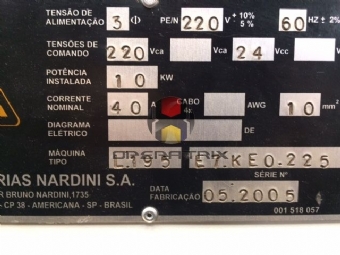 TENSÃO DE ALIMENTAÇÃO 3 Φ PE/N 220 V + 10% 5% 60 HZ ± 2%
TENSÕES DE COMANDO 220 Vca Vca 24 Vcc V
POTÊNCIA INSTALADA 10 KW
CORRENTE NOMINAL 40 A CABO AWG 10 mm²
DIAGRAMA ELÉTRICO DE
OPERATRIX
MÁQUINA TIPO
SÉRIE N°
RIAS NARDINI S.A.
R BRUNO NARDINI, 1735
- CP 38 - AMERICANA - SP - BRASIL
DATA FABRICAÇÃO 05.2005
001 518 057